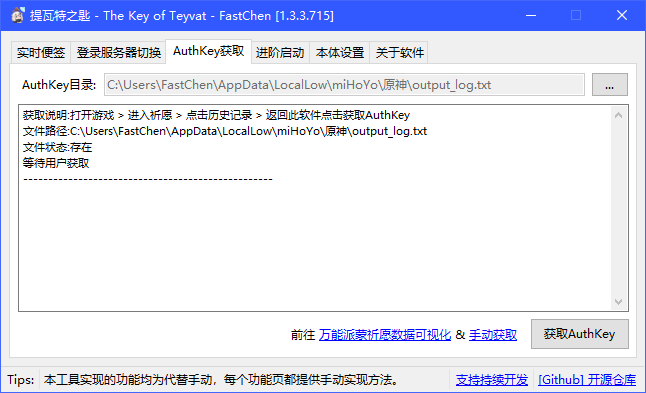 提瓦特之匙 - The Key of Teyvat - FastChen [1.3.3.715]
实时便签 登录服务器切换 AuthKey获取 进阶启动 本体设置 关于软件
AuthKey目录: C:\Users\FastChen\AppData\LocalLow\miHoYo\原神\output_log.txt ...
获取说明:打开游戏 > 进入祈愿 > 点击历史记录 > 返回此软件点击获取AuthKey
文件路径:C:\Users\FastChen\AppData\LocalLow\miHoYo\原神\output_log.txt
文件状态:存在
等待用户获取
--------------------------------------------------
前往 万能派蒙祈愿数据可视化 & 手动获取 获取AuthKey
Tips: 本工具实现的功能均为代替手动，每个功能页都提供手动实现方法。 支持持续开发 [Github] 开源仓库